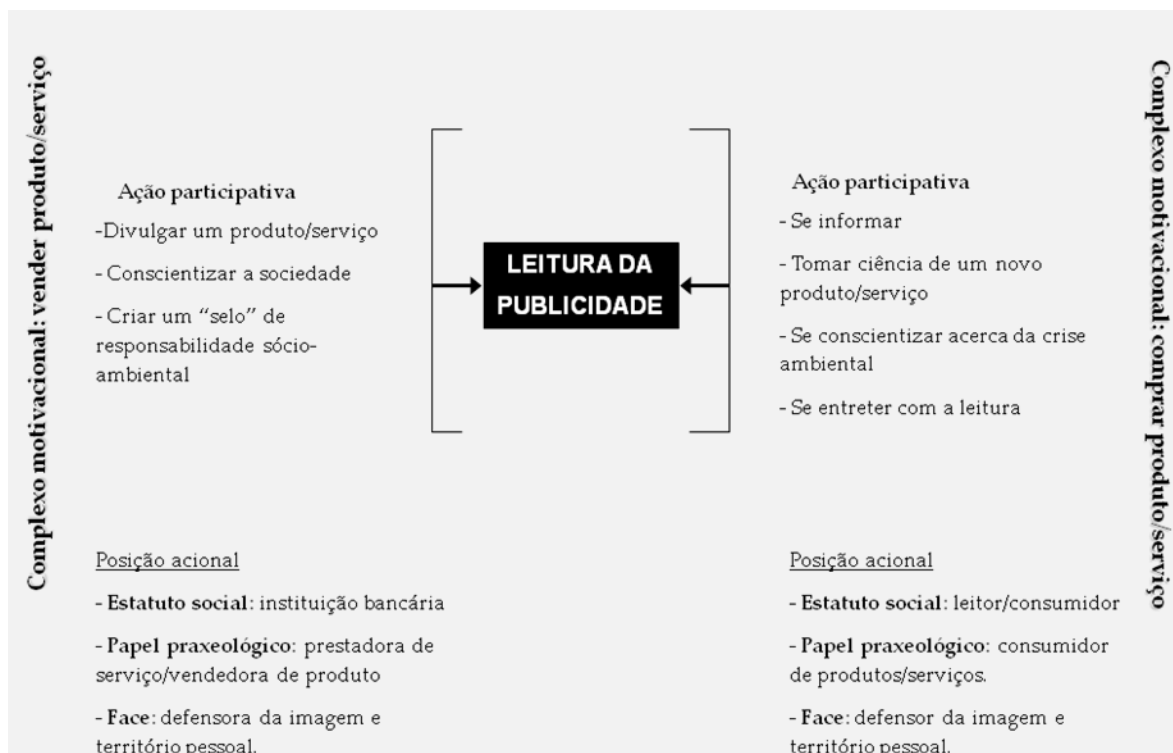 Complexo motivacional: vender produto/serviço
Ação participativa
-Divulgar um produto/serviço
- Conscientizar a sociedade
- Criar um “selo” de
responsabilidade sócio-
ambiental
Posição acional
- Estatuto social: instituição bancária
- Papel praxeológico: prestadora de
serviço/vendedora de produto
- Face: defensora da imagem e
território pessoal.
LEITURA DA
PUBLICIDADE
Ação participativa
- Se informar
- Tomar ciência de um novo
produto/serviço
- Se conscientizar acerca da crise
ambiental
- Se entreter com a leitura
Posição acional
- Estatuto social: leitor/consumidor
- Papel praxeológico: consumidor
de produtos/serviços.
- Face: defensor da imagem e
território pessoal.
Complexo motivacional: comprar produto/serviço